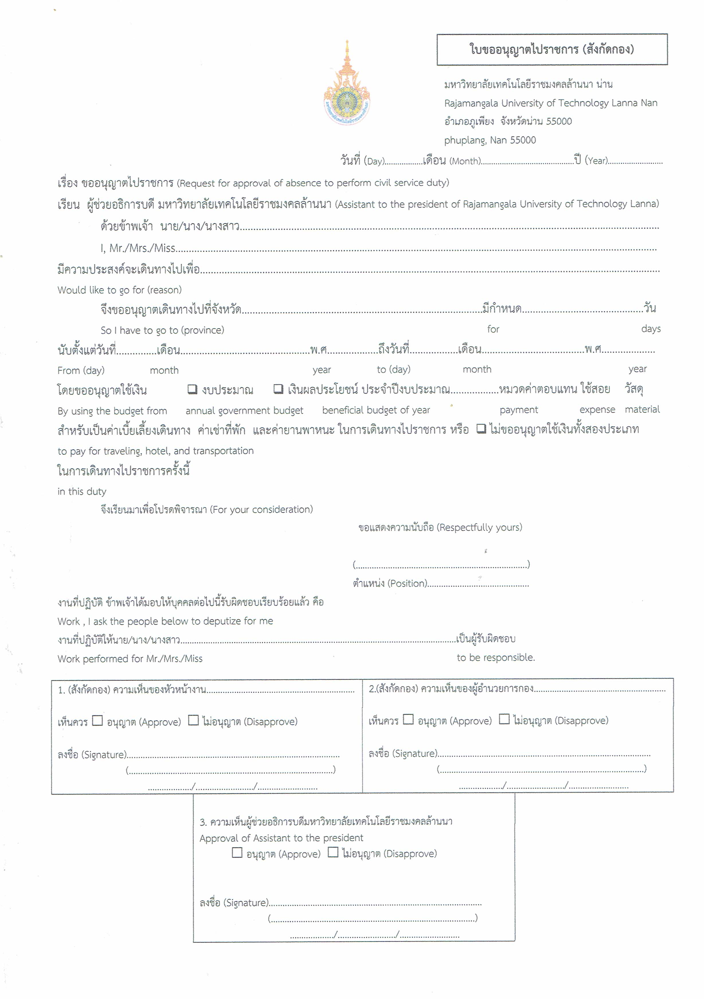 ใบขออนุญาตไปราชการ (สังกัดกอง)
มหาวิทยาลัยเทคโนโลยีราชมงคลล้านนา
มหาวิทยาลัยเทคโนโลยีราชมงคลล้านนา น่าน
Rajamangala University of Technology Lanna Nan
อำเภอภูเพียง จังหวัดน่าน 55000
phuplang, Nan 55000
วันที่ (Day)..................เดือน (Month)............................................ปี (Year)..........................
เรื่อง ขออนุญาตไปราชการ (Request for approval of absence to perform civil service duty)
เรียน ผู้ช่วยอธิการบดี มหาวิทยาลัยเทคโนโลยีราชมงคลล้านนา (Assistant to the president of Rajamangala University of Technology Lanna)
ด้วยข้าพเจ้า นาย/นาง/นางสาว....................................................................................................
I, Mr./Mrs./Miss....................................................................................................
มีความประสงค์จะเดินทางไปเพื่อ....................................................................................................
Would like to go for (reason)
จึงขออนุญาตเดินทางไปที่จังหวัด..........................................................................มีกำหนด........................................วัน
So I have to go to (province) for days
นับตั้งแต่วันที่..............เดือน..........................................พ.ศ.................ถึงวันที่................เดือน..................................พ.ศ..................
From (day) month year to (day) month year
โดยขออนุญาตใช้เงิน ❑ งบประมาณ ❑ เงินผลประโยชน์ ประจำปีงบประมาณ................หมวดค่าตอบแทน ใช้สอย วัสดุ
By using the budget from annual government budget beneficial budget of year payment expense material
สำหรับเป็นค่าเบี้ยเลี้ยงเดินทาง ค่าเช่าที่พัก และค่ายานพาหนะ ในการเดินทางไปราชการ หรือ ❑ ไม่ขออนุญาตใช้เงินทั้งสองประเภท
to pay for traveling, hotel, and transportation
ในการเดินทางไปราชการครั้งนี้
in this duty
จึงเรียนมาเพื่อโปรดพิจารณา (For your consideration)
ขอแสดงความนับถือ (Respectfully yours)
(................................................................)
ตำแหน่ง (Position)......................................
งานที่ปฏิบัติ ข้าพเจ้าได้มอบให้บุคคลต่อไปนี้รับผิดชอบเรียบร้อยแล้ว คือ
Work , I ask the people below to deputize for me
งานที่ปฏิบัติให้นาย/นาง/นางสาว....................................................................................เป็นผู้รับผิดชอบ
Work performed for Mr./Mrs./Miss to be responsible.
1. (สังกัดกอง) ความเห็นของหัวหน้างาน......................................................
เห็นควร ☐ อนุญาต (Approve) ☐ ไม่อนุญาต (Disapprove)
ลงชื่อ (Signature)................................................................................
(............................................................................)
................/....................../......................
2.(สังกัดกอง) ความเห็นของผู้อำนวยการกอง..................................................
เห็นควร ☐ อนุญาต (Approve) ☐ ไม่อนุญาต (Disapprove)
ลงชื่อ (Signature)................................................................................
(............................................................................)
................/....................../......................
3. ความเห็นผู้ช่วยอธิการบดีมหาวิทยาลัยเทคโนโลยีราชมงคลล้านนา
Approval of Assistant to the president
☐ อนุญาต (Approve) ☐ ไม่อนุญาต (Disapprove)
ลงชื่อ (Signature)................................................................................
(............................................................................)
................/....................../......................